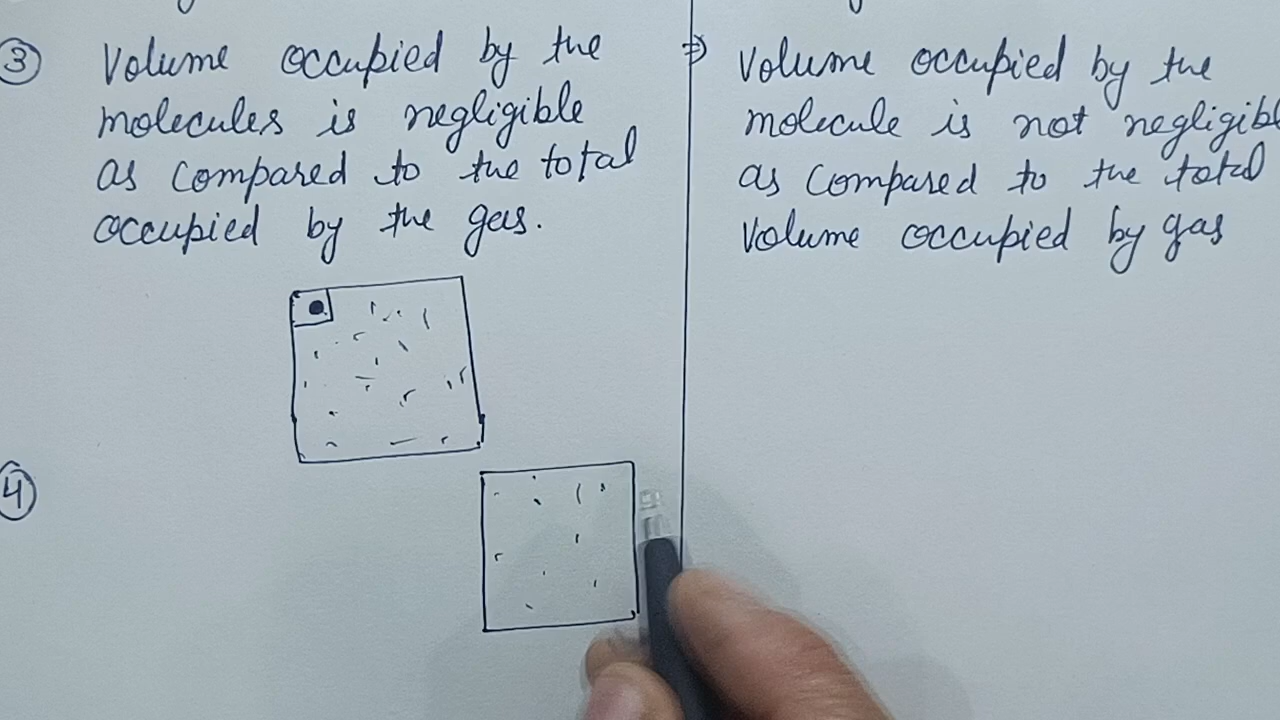 ③ Volume occupied by the
molecules is negligible
as compared to the total
occupied by the gas.
④
⇒ Volume occupied by the
molecule is not negligibl
as compared to the total
Volume occupied by gas